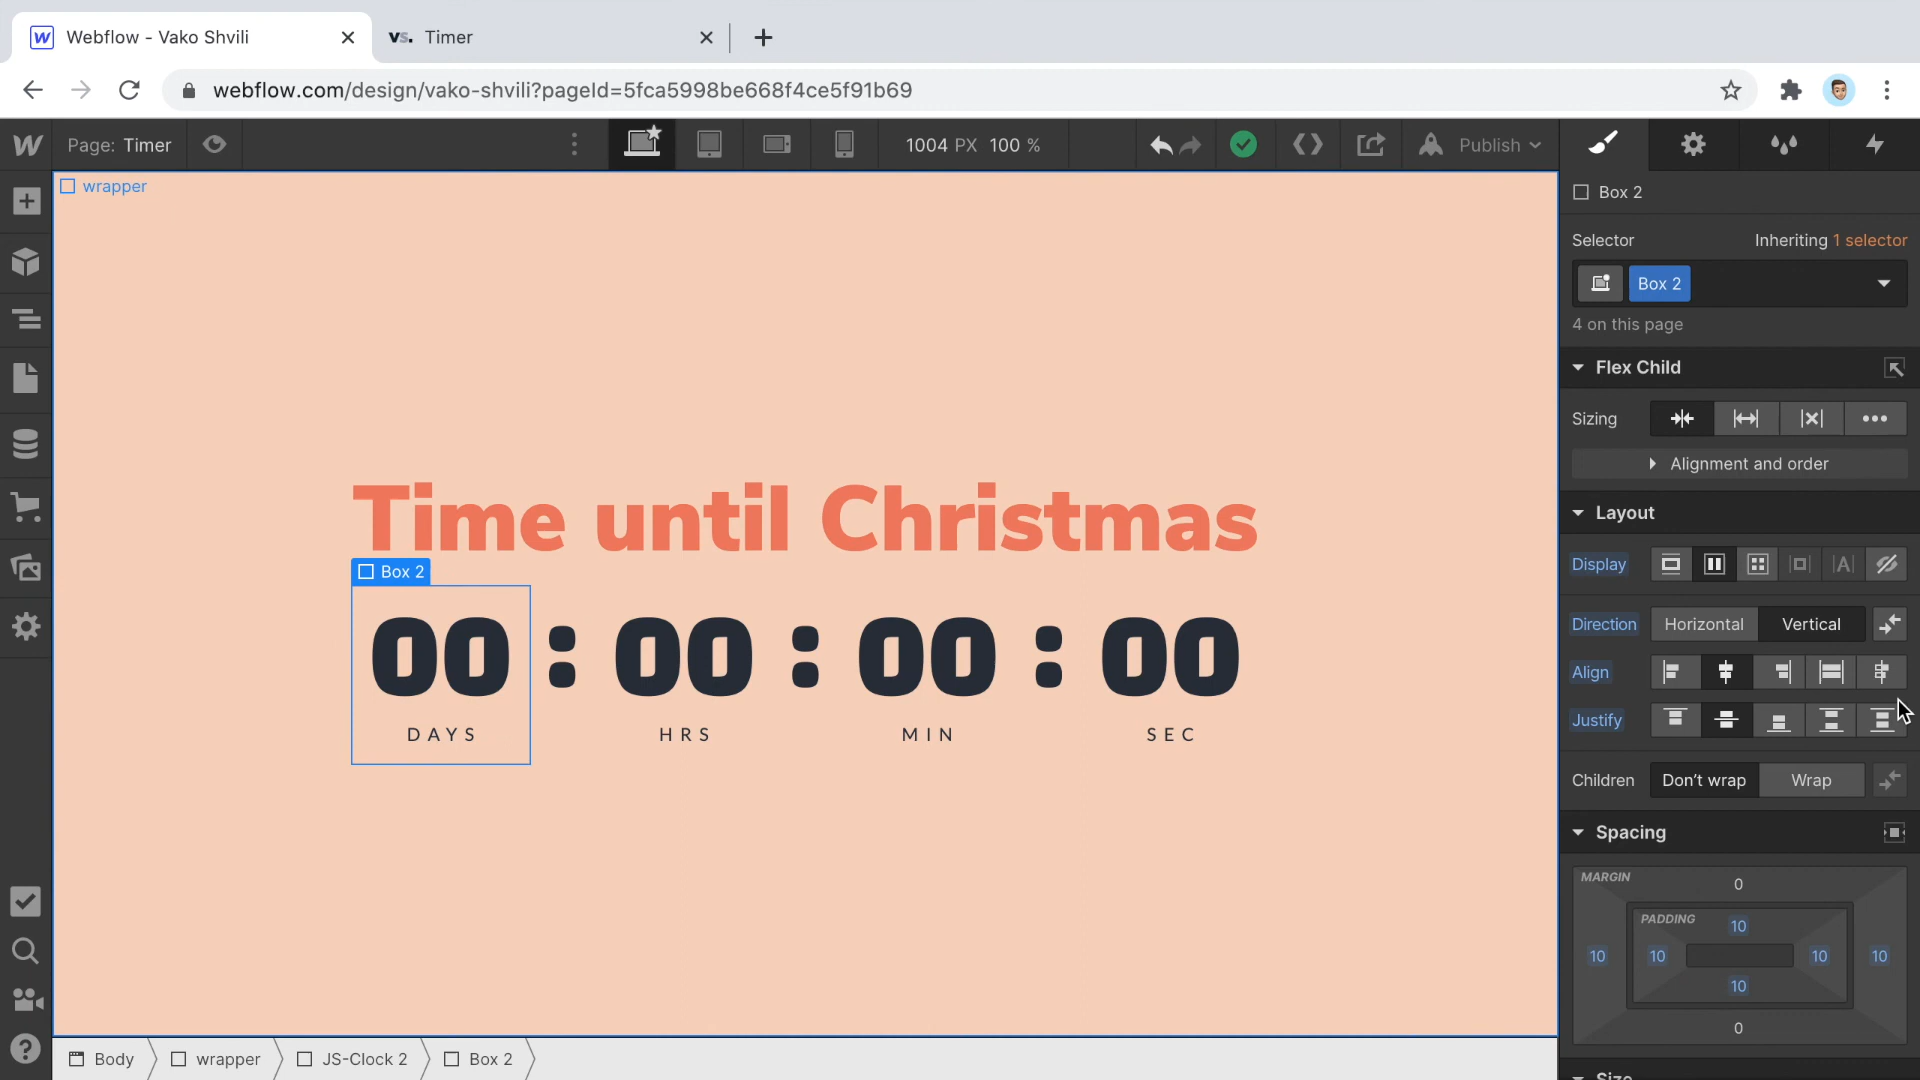 Webflow - Vako Shvili
vs. Timer
webflow.com/design/vako-shvili?pageId=5fca5998be668f4ce5f91b69
Page: Timer
1004 PX 100 %
Publish
wrapper
Time until Christmas
Box 2
00 : 00 : 00 : 00
DAYS HRS MIN SEC
Body
wrapper
JS-Clock 2
Box 2
Box 2
Selector Inheriting 1 selector
Box 2
4 on this page
Flex Child
Sizing
Alignment and order
Layout
Display
Direction Horizontal Vertical
Align
Justify
Children Don't wrap Wrap
Spacing
MARGIN
0
PADDING
10
10 10 10 10
10
0
Size